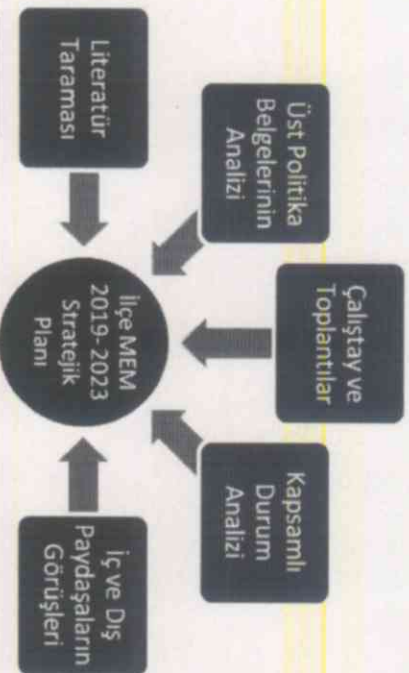 Literatür
Taraması
Üst Politika
Belgelerinin
Analizi
Çalıştay ve
Toplantılar
Kapsamlı
Durum
Analizi
İç ve Dış
Paydaşaların
Görüşleri
İlçe MEM
2019- 2023
Stratejik
Planı